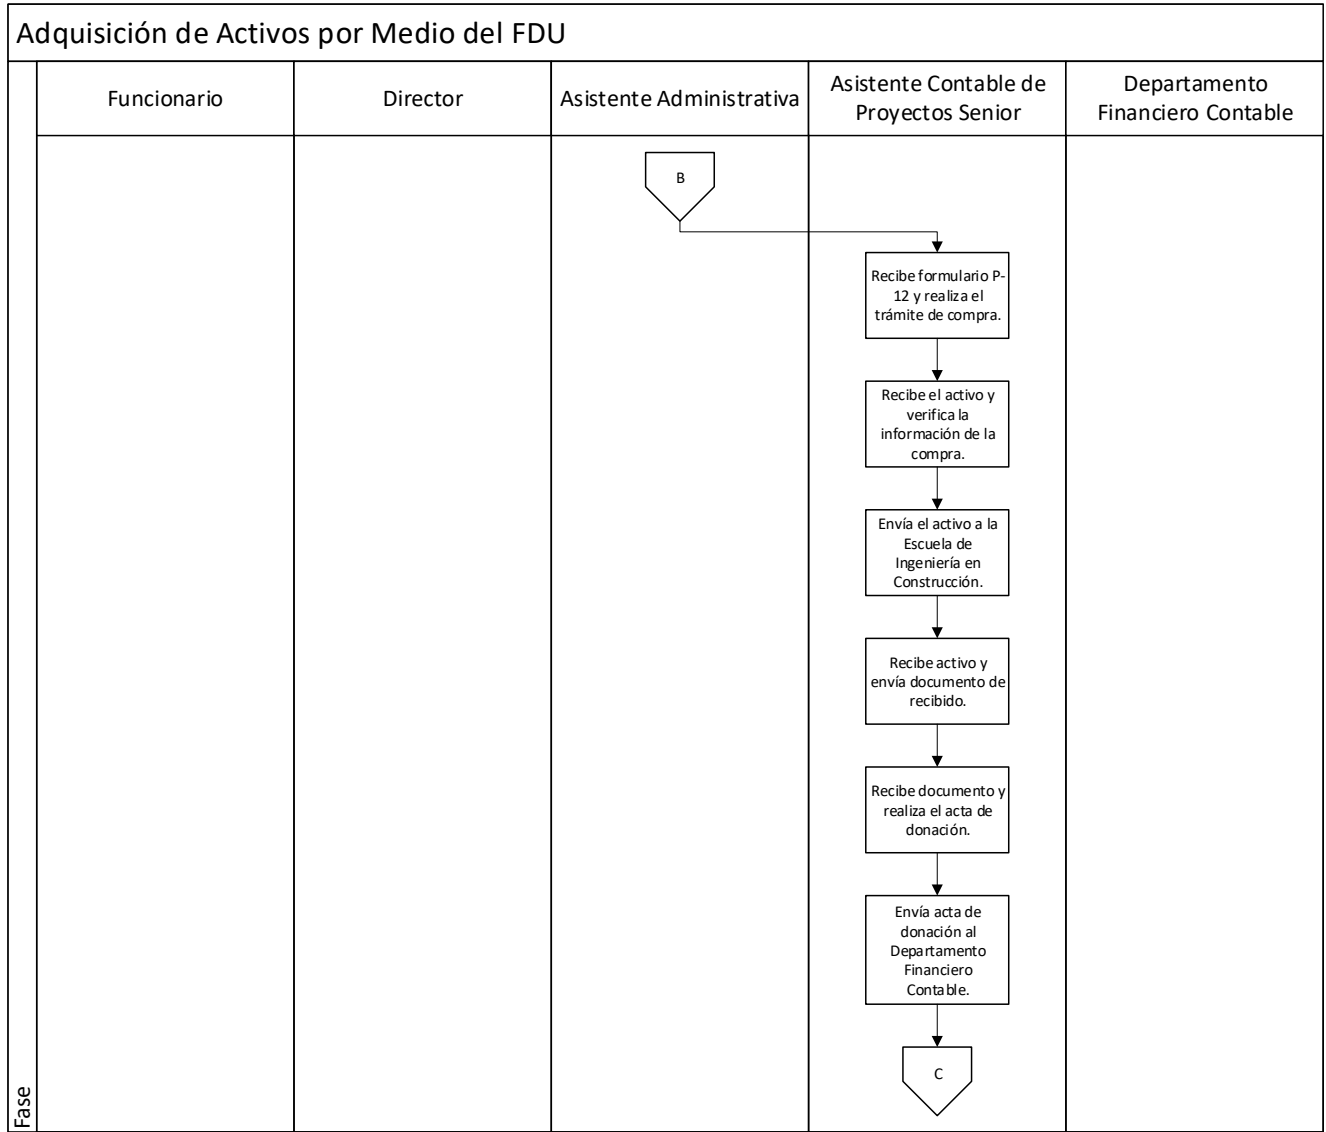 Adquisición de Activos por Medio del FDU
Funcionario
Director
Asistente Administrativa
Asistente Contable de
Proyectos Senior
Departamento
Financiero Contable
B
Recibe formulario P-
12 y realiza el
trámite de compra.
Recibe el activo y
verifica la
información de la
compra.
Envía el activo a la
Escuela de
Ingeniería en
Construcción.
Recibe activo y
envía documento de
recibido.
Recibe documento y
realiza el acta de
donación.
Envía acta de
donación al
Departamento
Financiero
Contable.
C
Fase